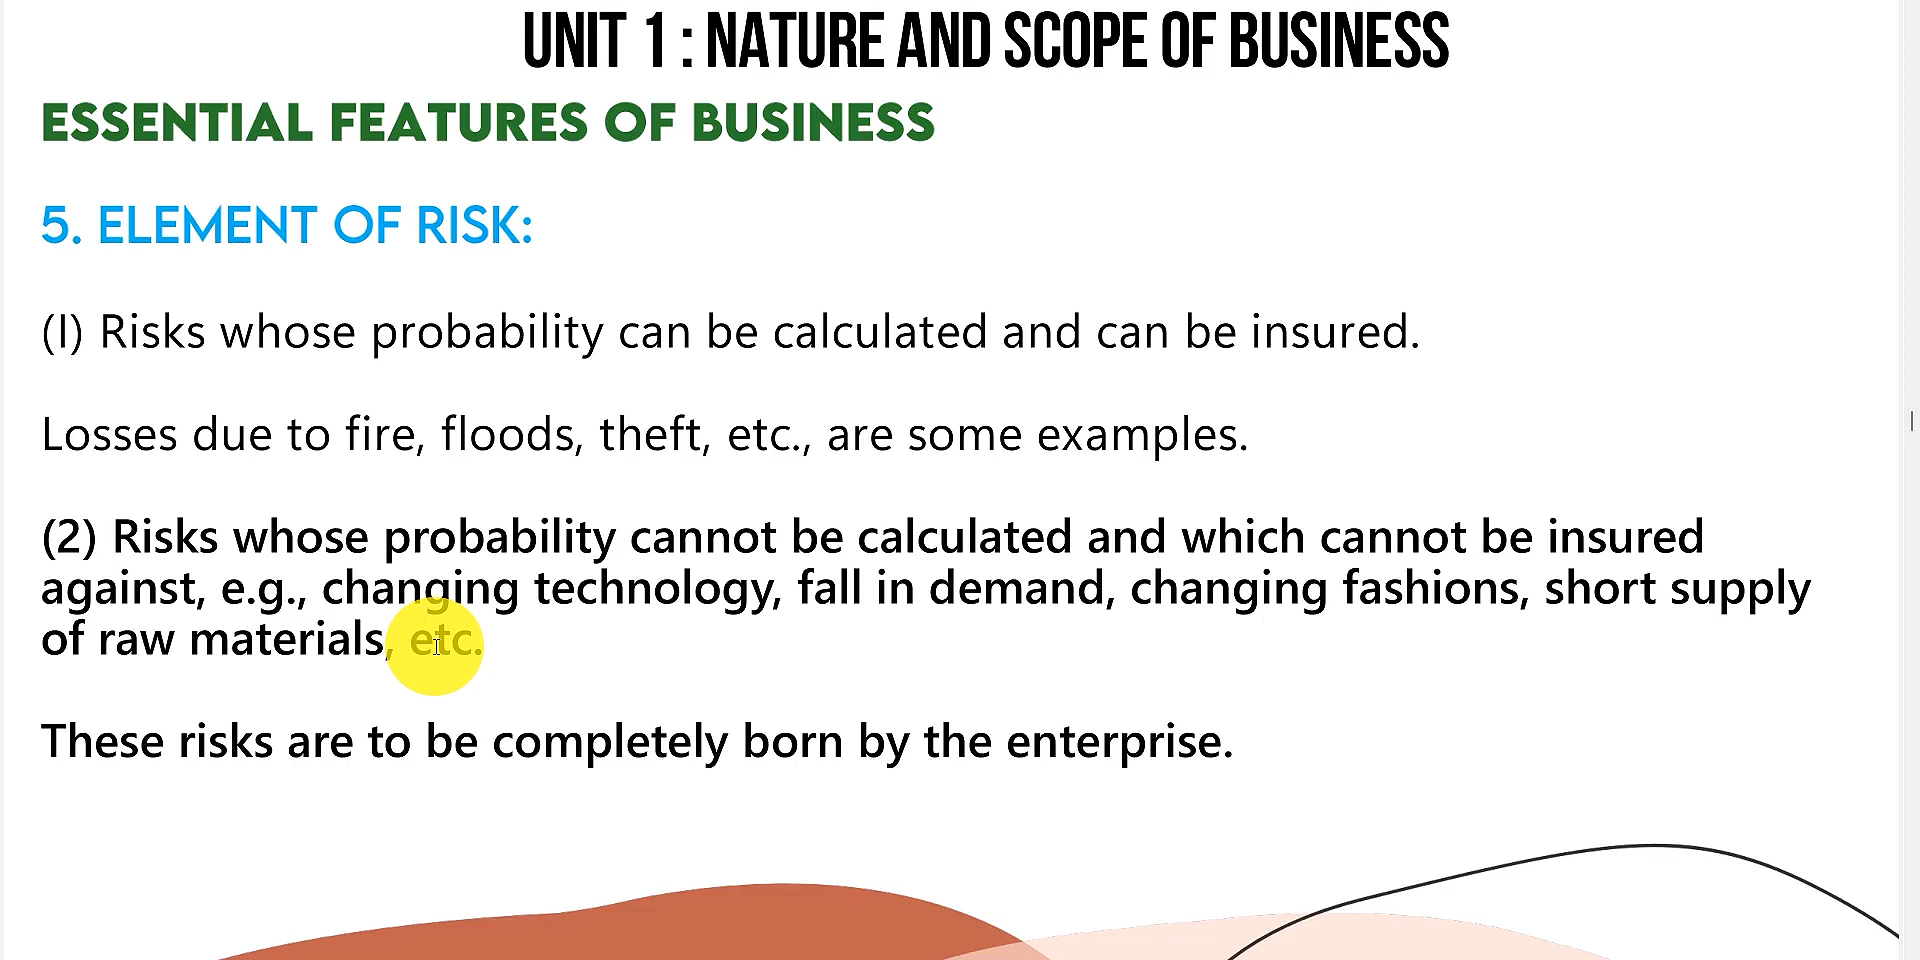 UNIT 1 : NATURE AND SCOPE OF BUSINESS
ESSENTIAL FEATURES OF BUSINESS
5. ELEMENT OF RISK:
(I) Risks whose probability can be calculated and can be insured.
Losses due to fire, floods, theft, etc., are some examples.
(2) Risks whose probability cannot be calculated and which cannot be insured
against, e.g., changing technology, fall in demand, changing fashions, short supply
of raw materials, etc.
These risks are to be completely born by the enterprise.